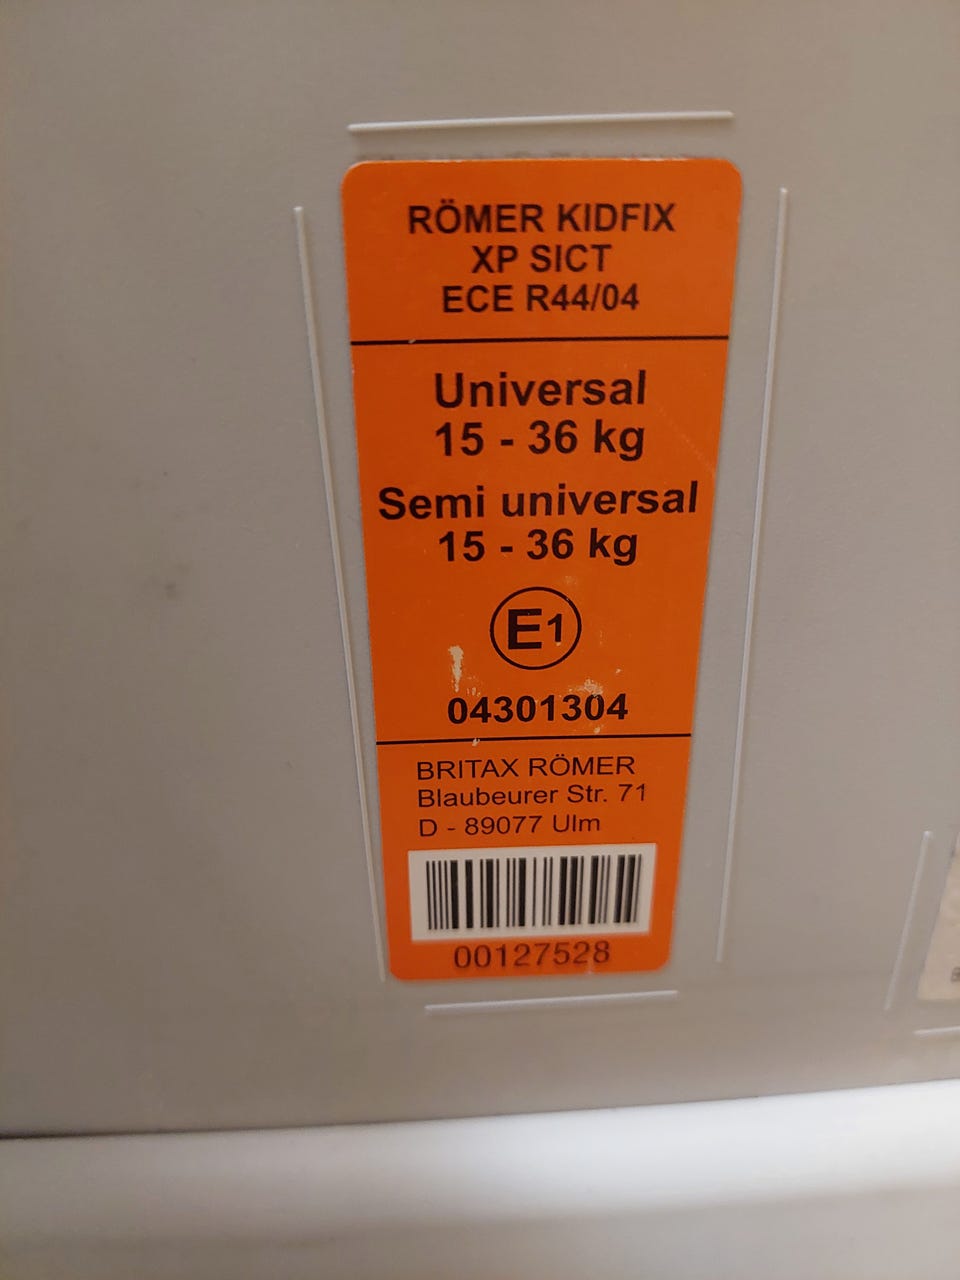 RÖMER KIDFIX
XP SICT
ECE R44/04
Universal
15 - 36 kg
Semi universal
15 - 36 kg
E1
04301304
BRITAX RÖMER
Blaubeurer Str. 71
D - 89077 Ulm
00127528